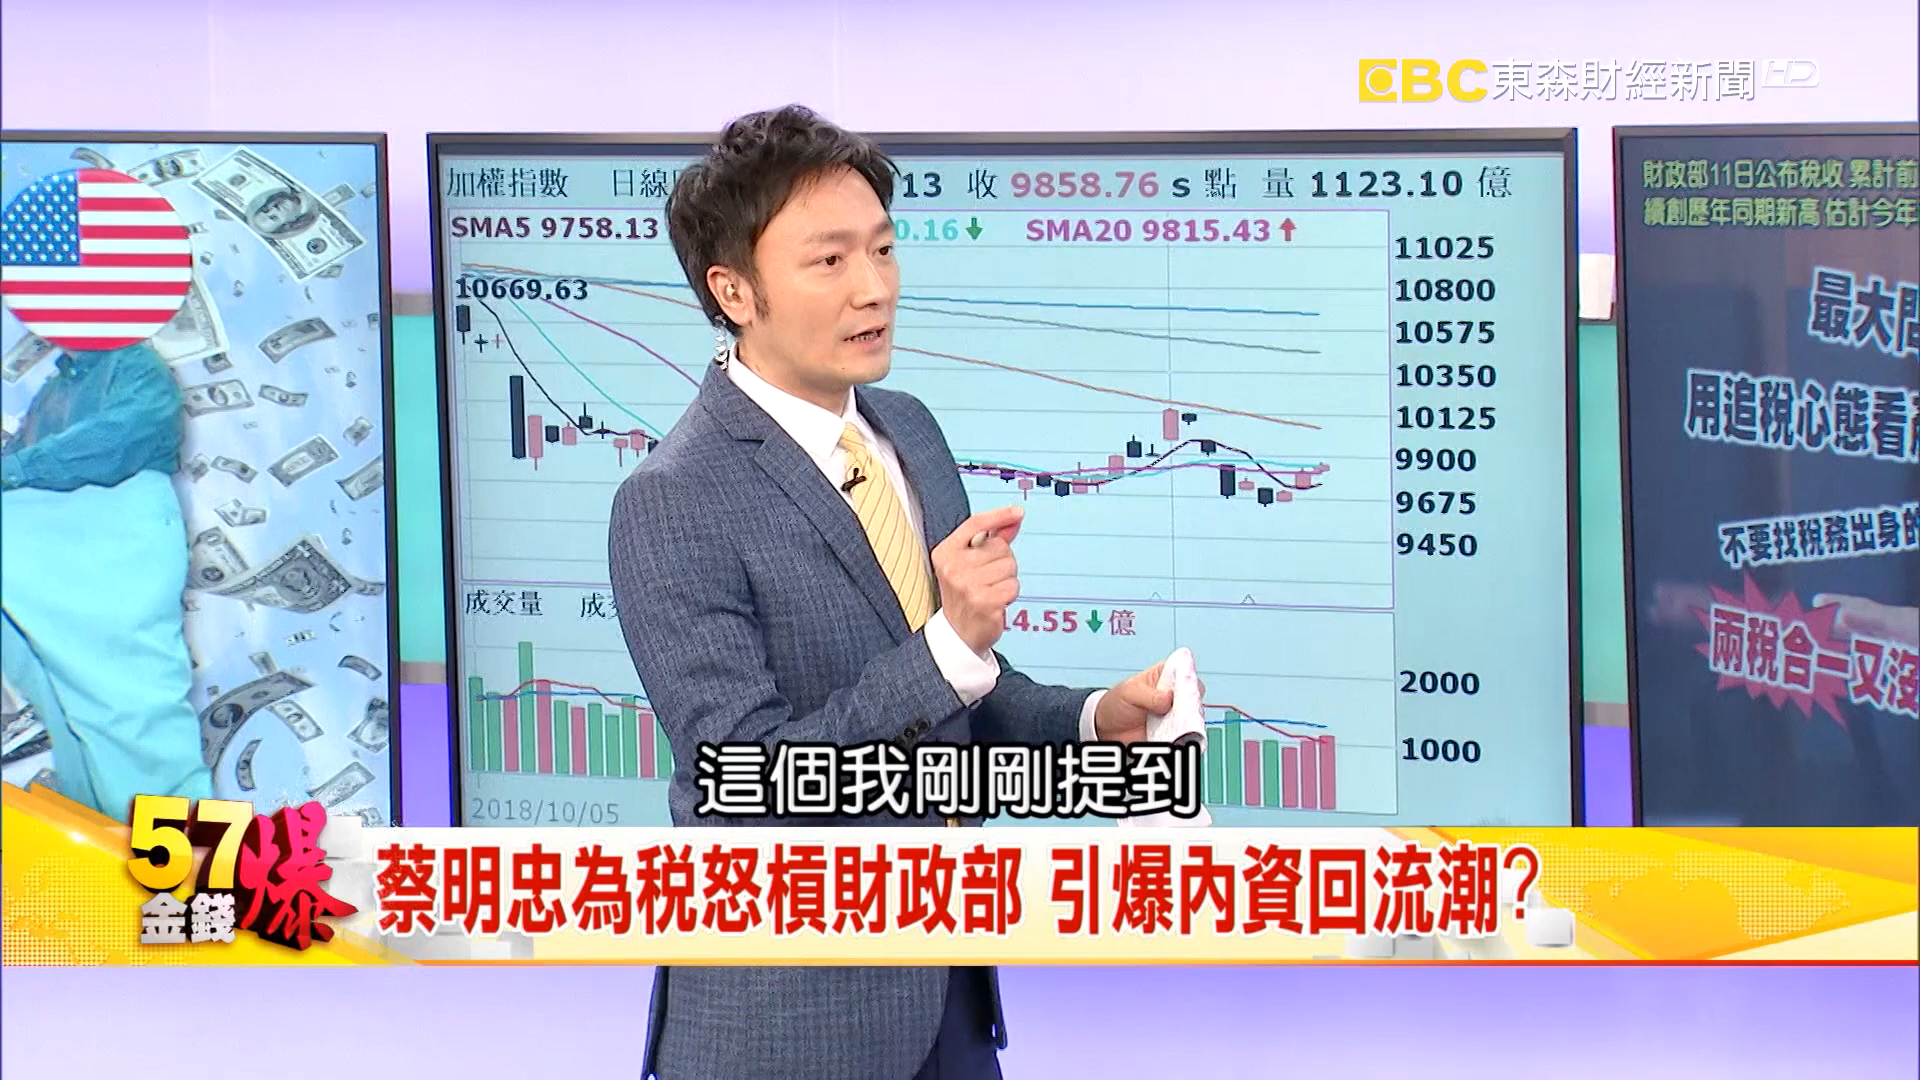 EBC東森財經新聞HD
加權指數 日線 13 收 9858.76 s 點 量 1123.10 億
SMA5 9758.13 0.16↓ SMA20 9815.43↑
10669.63
11025
10800
10575
10350
10125
9900
9675
9450
成交量 14.55↓億
2000
1000
2018/10/05
財政部11日公布稅收 累計前
續創歷年同期新高 估計今年
最大
用追稅心態看
不要找稅務出身的
兩稅合一又沒
這個我剛剛提到
57金錢爆
蔡明忠為稅怒槓財政部 引爆內資回流潮?